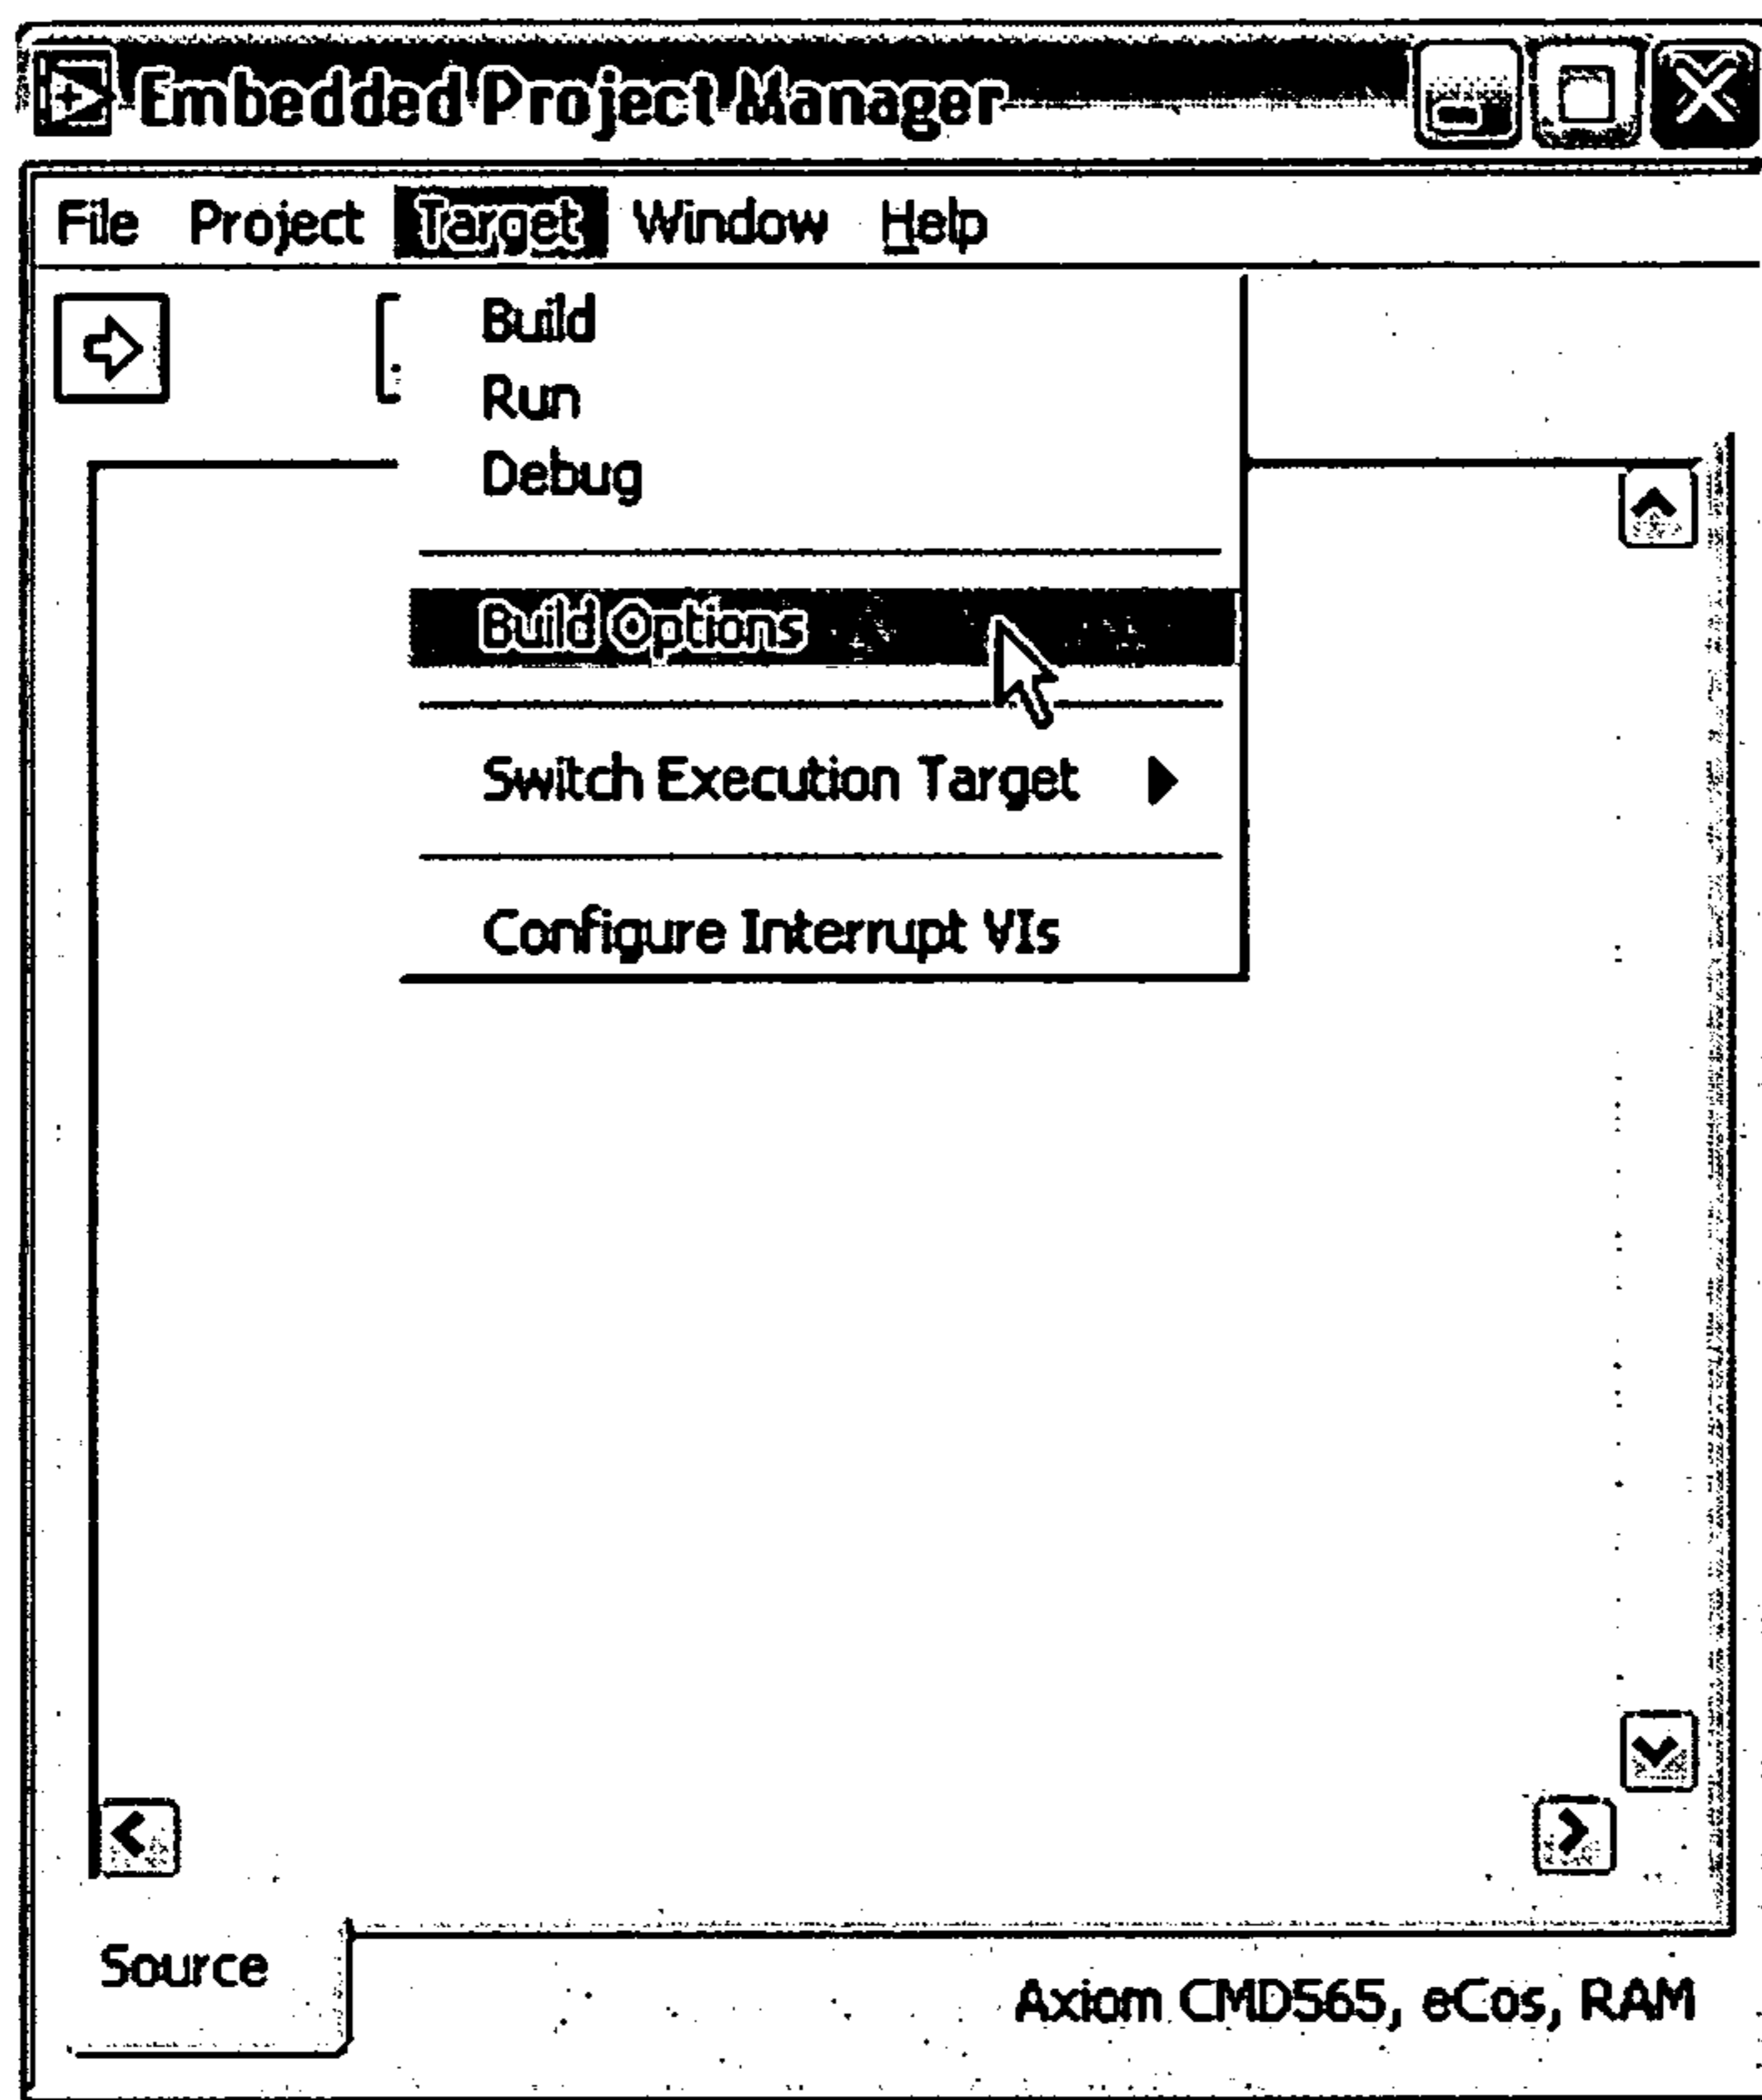 Embedded Project Manager
File Project Target Window Help
Build
Run
Debug
Build Options
Switch Execution Target
Configure Interrupt VIs
Source
Axiom CMD565, eCos, RAM